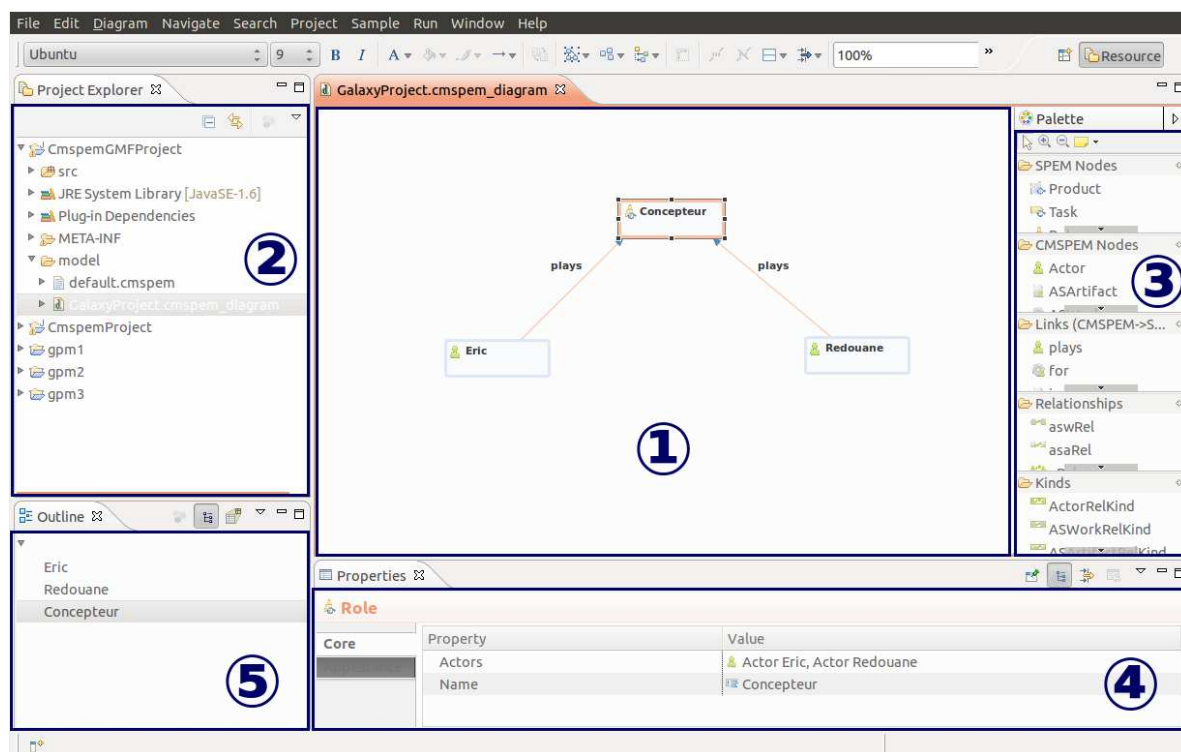 File Edit Diagram Navigate Search Project Sample Run Window Help
Ubuntu 9 B I A 100% » Resource
Project Explorer
CmspemGMFProject
src
JRE System Library [JavaSE-1.6]
Plug-in Dependencies
META-INF
model
default.cmspem
GalaxyProject.cmspem_diagram
CmspemProject
gpm1
gpm2
gpm3
2
GalaxyProject.cmspem_diagram
Concepteur
plays
plays
Eric
Redouane
1
Palette
SPEM Nodes
Product
Task
CMSPEM Nodes
Actor
ASArtifact
3
Links (CMSPEM->S...
plays
for
Relationships
aswRel
asaRel
Kinds
ActorRelKind
ASWorkRelKind
ASArtifactRelKind
Outline
Eric
Redouane
Concepteur
5
Properties
Role
Core
Property Value
Actors Actor Eric, Actor Redouane
Name Concepteur
4